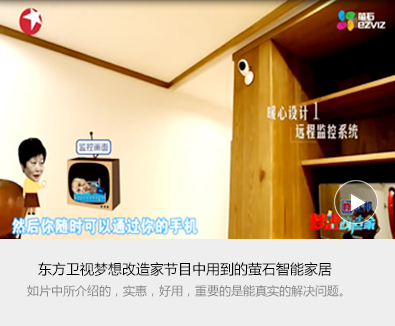 萤石
ezviz
暖心设计1
远程监控系统
监控画面
然后你随时可以通过你的手机
东方卫视梦想改造家节目中用到的萤石智能家居
如片中所介绍的，实惠，好用，重要的是能真实的解决问题。